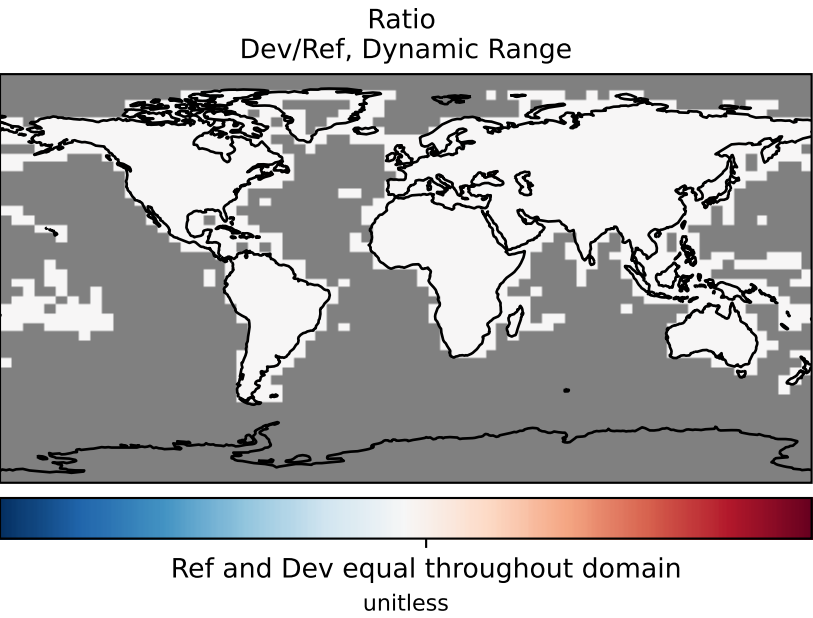 Ratio
Dev/Ref, Dynamic Range
Ref and Dev equal throughout domain
unitless